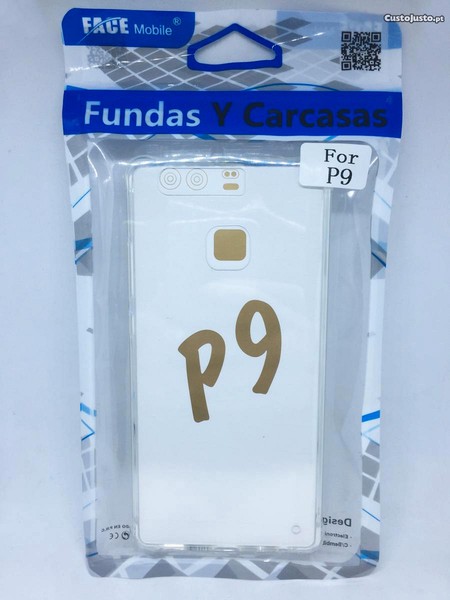 CustoJusto.pt
FACE Mobile®
Fundas Y Carcasas
For
P9
P9